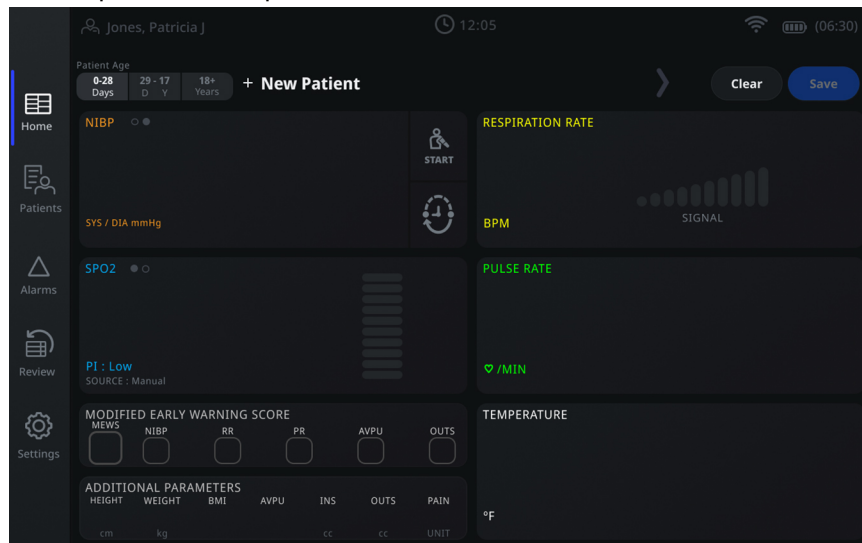 Jones, Patricia J
12:05
(06:30)
Patient Age
0-28 Days
29 - 17 D Y
18+ Years
+ New Patient
Clear
Save
Home
Patients
Alarms
Review
Settings
NIBP
START
SYS / DIA mmHg
RESPIRATION RATE
BPM
SIGNAL
SPO2
PI : Low
SOURCE : Manual
PULSE RATE
/MIN
MODIFIED EARLY WARNING SCORE
MEWS NIBP RR PR AVPU OUTS
ADDITIONAL PARAMETERS
HEIGHT WEIGHT BMI AVPU INS OUTS PAIN
cm kg cc cc UNIT
TEMPERATURE
ºF